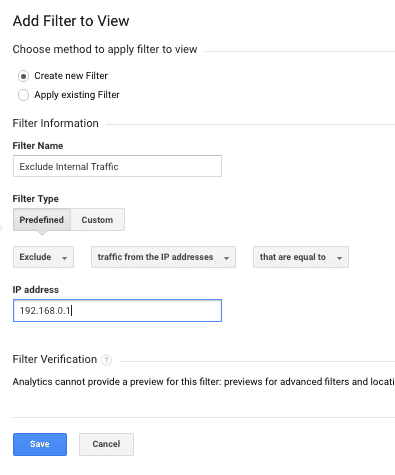 Add Filter to View
Choose method to apply filter to view
Create new Filter
Apply existing Filter
Filter Information
Filter Name
Exclude Internal Traffic
Filter Type
Predefined Custom
Exclude traffic from the IP addresses that are equal to
IP address
192.168.0.1
Filter Verification ?
Analytics cannot provide a preview for this filter: previews for advanced filters and locati
Save Cancel